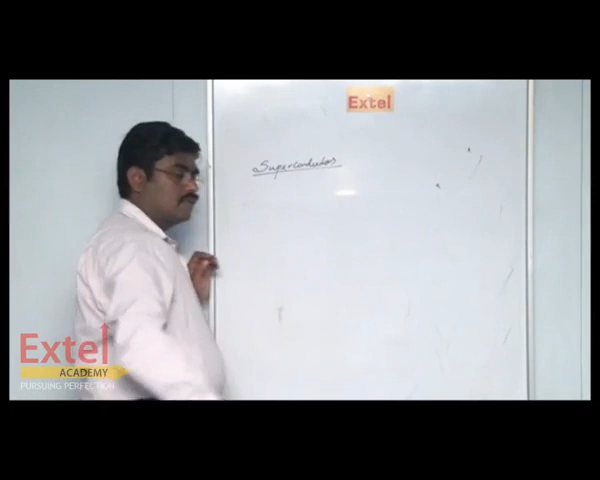 Extel
Superconductors
Extel
ACADEMY
PURSUING PERFECTION